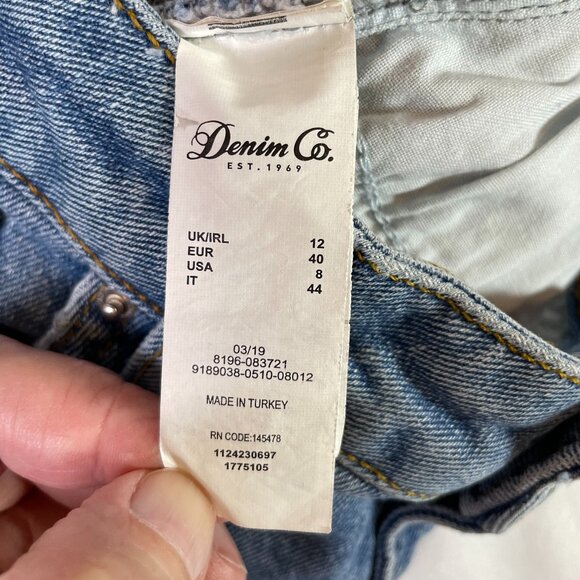 Denim Co.
EST. 1969
UK/IRL 12
EUR 40
USA 8
IT 44
03/19
8196-083721
9189038-0510-08012
MADE IN TURKEY
RN CODE:145478
1124230697
1775105